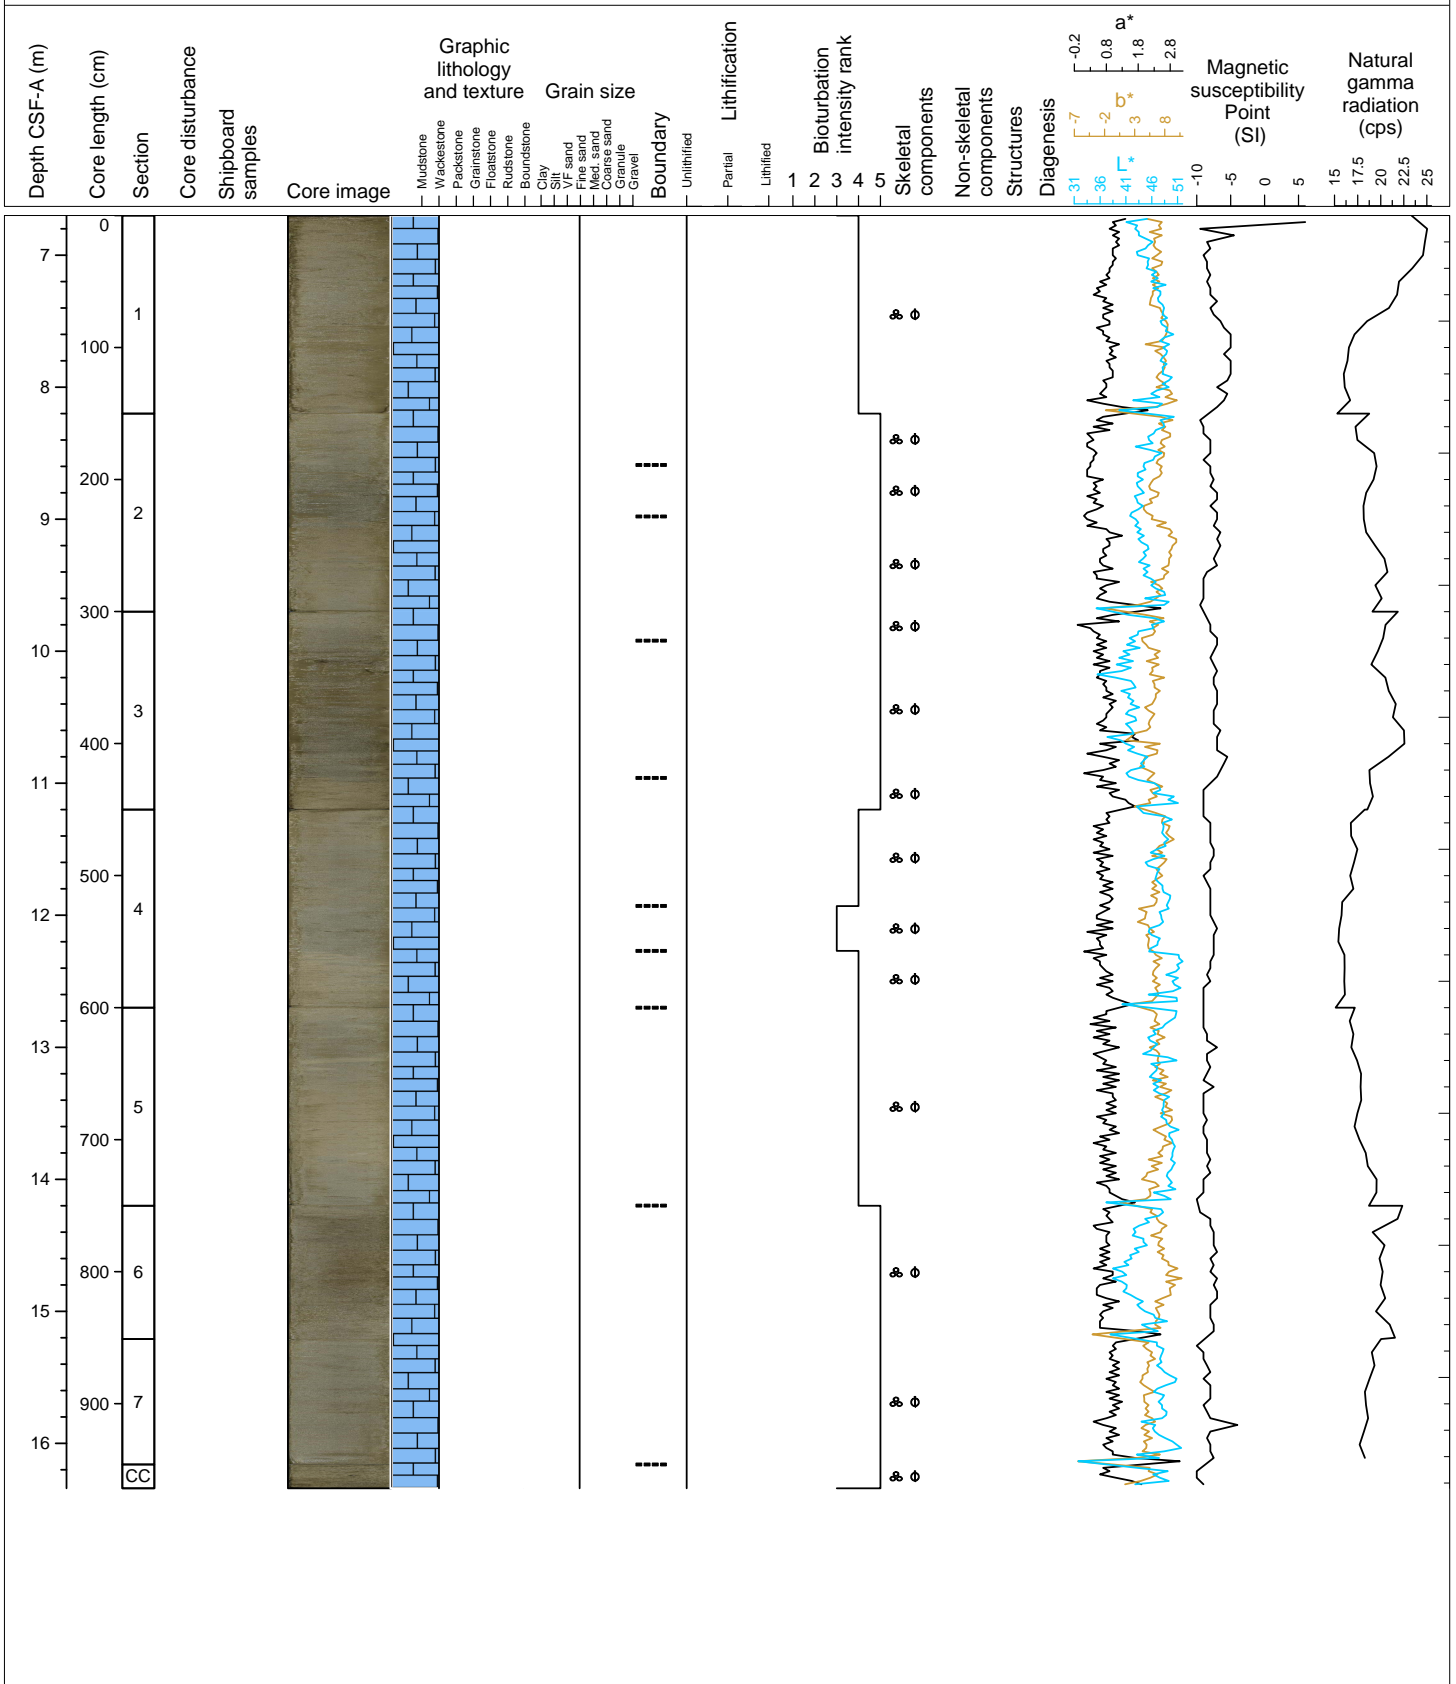 Depth CSF-A (m)
Core length (cm)
Section
Core disturbance
Shipboard
samples
Core image
Graphic
lithology
and texture
Mudstone
Wackestone
Packstone
Grainstone
Floatstone
Rudstone
Boundstone
Grain size
Clay
Silt
VF sand
Fine sand
Med. sand
Coarse sand
Granule
Gravel
Boundary
Lithification
Unlithified
Partial
Lithified
Bioturbation
intensity rank
1 2 3 4 5
Skeletal
components
Non-skeletal
components
Structures
Diagenesis
a*
-0.2 0.8 1.8 2.8
b*
-7 -2 3 8
L*
31 36 41 46 51
Magnetic
susceptibility
Point
(SI)
-10 -5 0 5
Natural
gamma
radiation
(cps)
15 17.5 20 22.5 25
0
7
1
100
8
200
9
2
300
10
3
400
11
500
12
4
600
13
5
700
14
6
800
15
7
900
16
CC